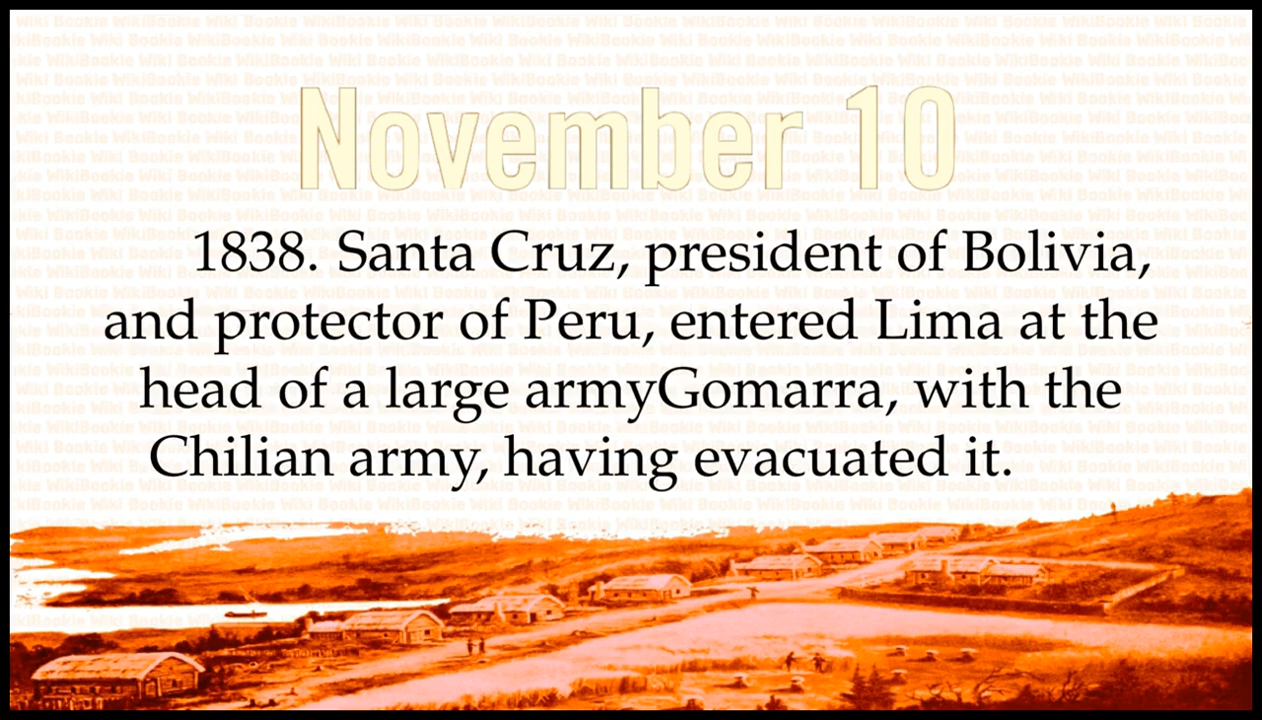 November 10
1838. Santa Cruz, president of Bolivia,
and protector of Peru, entered Lima at the
head of a large armyGomarra, with the
Chilian army, having evacuated it.